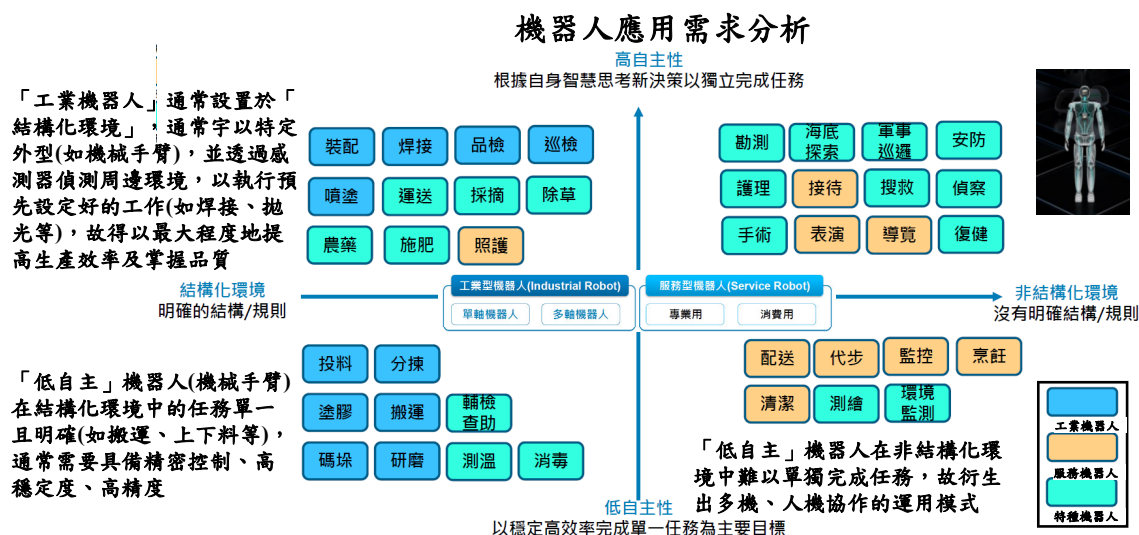 機器人應用需求分析
高自主性
根據自身智慧思考新決策以獨立完成任務
「工業機器人」通常設置於「
結構化環境」,通常字以特定
外型(如機械手臂),並透過感
測器偵測周邊環境,以執行預
先設定好的工作(如焊接、拋
光等),故得以最大程度地提
高生產效率及掌握品質
裝配 焊接 品檢 巡檢
噴塗 運送 採摘 除草
農藥 施肥 照護
勘測 海底探索 軍事巡邏 安防
護理 接待 搜救 偵察
手術 表演 導覽 復健
結構化環境
明確的結構/規則
工業型機器人(Industrial Robot)
單軸機器人 多軸機器人
服務型機器人(Service Robot)
專業用 消費用
非結構化環境
沒有明確結構/規則
「低自主」機器人(機械手臂)
在結構化環境中的任務單一
且明確(如搬運、上下料等),
通常需要具備精密控制、高
穩定度、高精度
投料 分揀
塗膠 搬運 輔檢查助
碼垛 研磨 測溫 消毒
配送 代步 監控 烹飪
清潔 測繪 環境監測
「低自主」機器人在非結構化環
境中難以單獨完成任務,故衍生
出多機、人機協作的運用模式
工業機器人
服務機器人
特種機器人
低自主性
以穩定高效率完成單一任務為主要目標